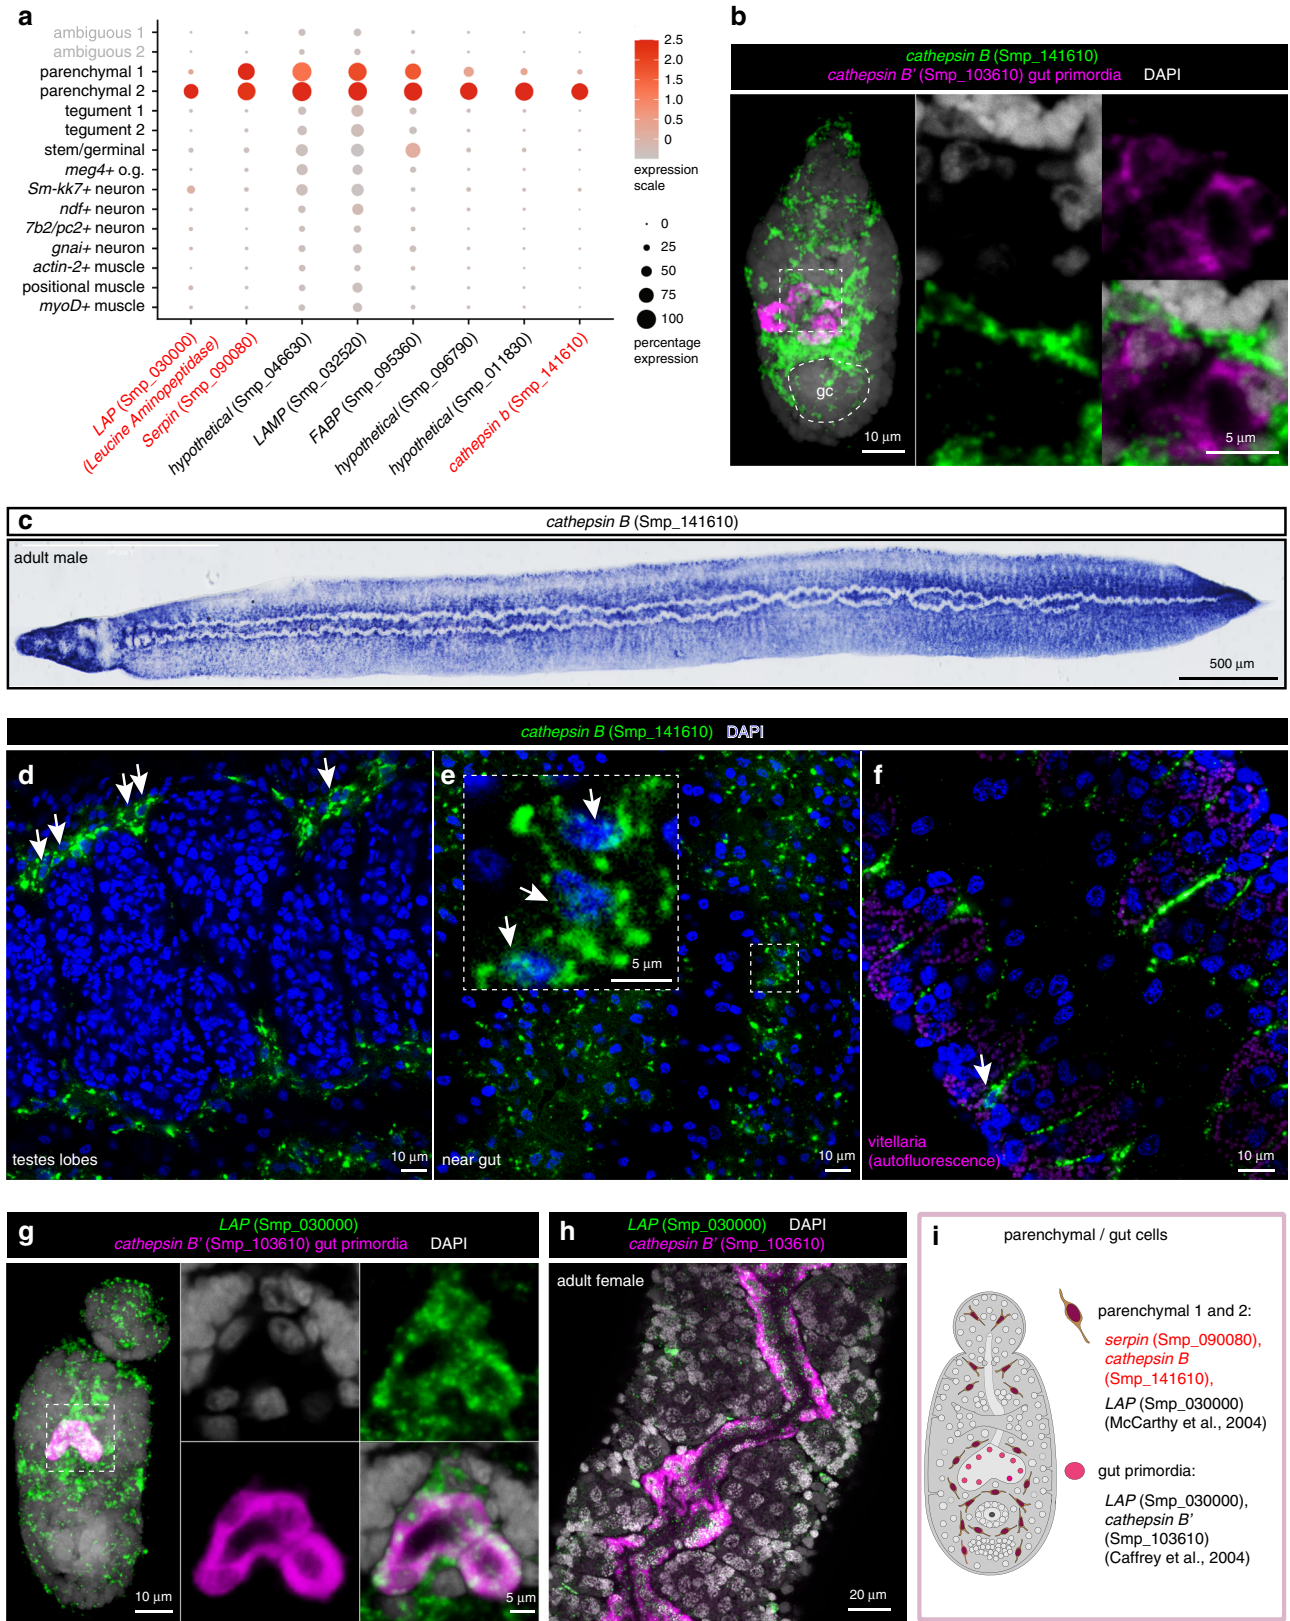 a
ambiguous 1
ambiguous 2
parenchymal 1
parenchymal 2
tegument 1
tegument 2
stem/germinal
meg4+ o.g.
Sm-kk7+ neuron
ndf+ neuron
7b2/pc2+ neuron
gnai+ neuron
actin-2+ muscle
positional muscle
myoD+ muscle
LAP (Smp_030000)
(Leucine Aminopeptidase)
Serpin (Smp_090080)
hypothetical (Smp_046630)
LAMP (Smp_032520)
FABP (Smp_095360)
hypothetical (Smp_096790)
hypothetical (Smp_011830)
cathepsin b (Smp_141610)
2.5
2.0
1.5
1.0
0.5
0
expression
scale
0
25
50
75
100
percentage
expression
b
cathepsin B (Smp_141610)
cathepsin B' (Smp_103610) gut primordia DAPI
gc
10 μm
5 μm
c
cathepsin B (Smp_141610)
adult male
500 μm
cathepsin B (Smp_141610) DAPI
d
testes lobes
10 μm
e
5 μm
near gut
10 μm
f
vitellaria
(autofluorescence)
10 μm
g
LAP (Smp_030000)
cathepsin B' (Smp_103610) gut primordia DAPI
10 μm
5 μm
h
LAP (Smp_030000) DAPI
cathepsin B' (Smp_103610)
adult female
20 μm
i
parenchymal / gut cells
parenchymal 1 and 2:
serpin (Smp_090080),
cathepsin B
(Smp_141610),
LAP (Smp_030000)
(McCarthy et al., 2004)
gut primordia:
LAP (Smp_030000),
cathepsin B'
(Smp_103610)
(Caffrey et al., 2004)